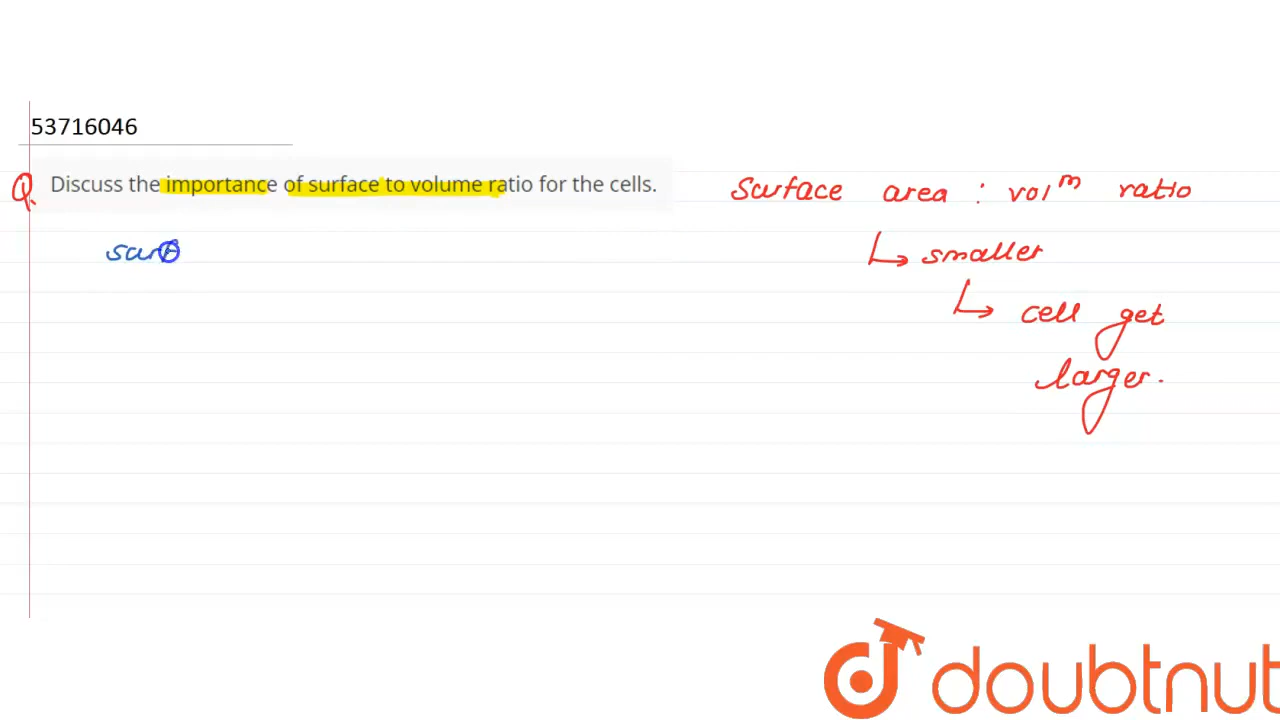 53716046
Q. Discuss the importance of surface to volume ratio for the cells.
surface area : volm ratio
↳ smaller
↳ cell get
larger.
doubtnut